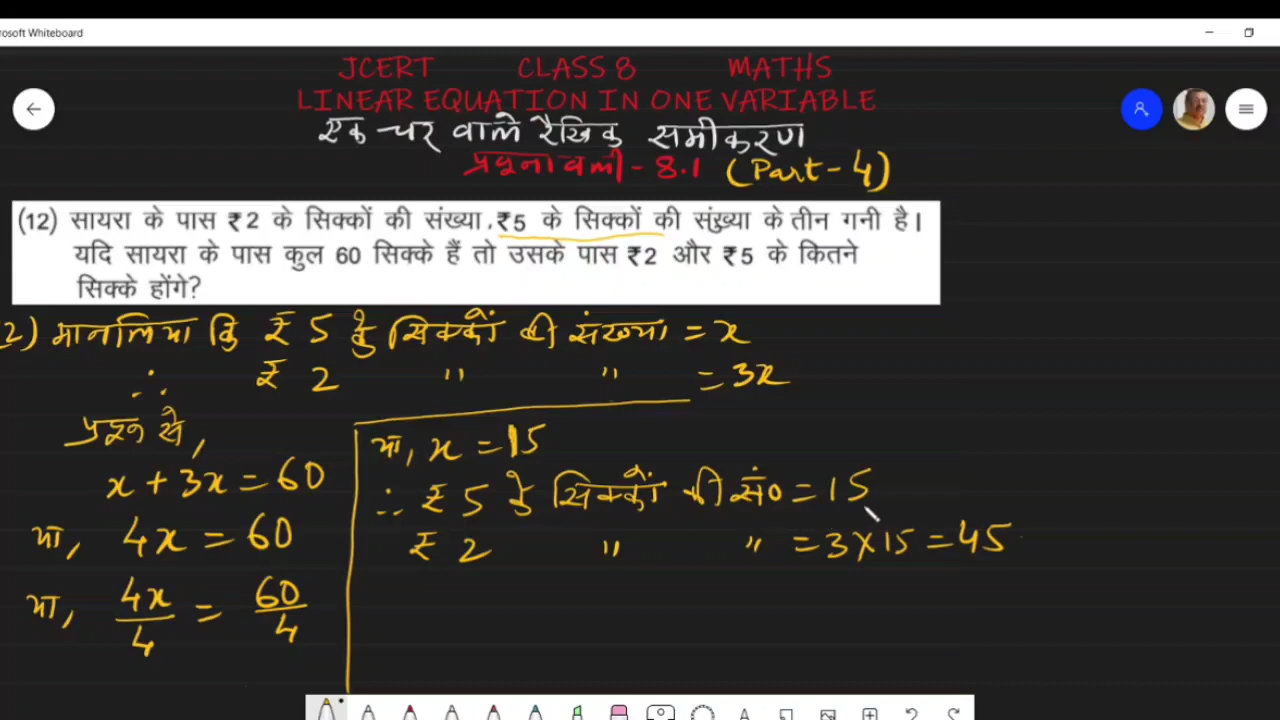 rosoft Whiteboard
JCERT CLASS 8 MATHS
LINEAR EQUATION IN ONE VARIABLE
एक चर वाले रैखिक समीकरण
प्रश्नावली - 8.1 (Part - 4)
(12) सायरा के पास ₹2 के सिक्कों की संख्या, ₹5 के सिक्कों की संख्या के तीन गनी है।
यदि सायरा के पास कुल 60 सिक्के हैं तो उसके पास ₹2 और ₹5 के कितने
सिक्के होंगे?
2) मानलिया कि ₹ 5 के सिक्कों की संख्या = x
∴ ₹ 2 " " = 3x
प्रश्न से,
x + 3x = 60
या, 4x = 60
या, 4x/4 = 60/4
या, x = 15
∴ ₹ 5 के सिक्कों की सं० = 15
₹ 2 " " = 3 × 15 = 45